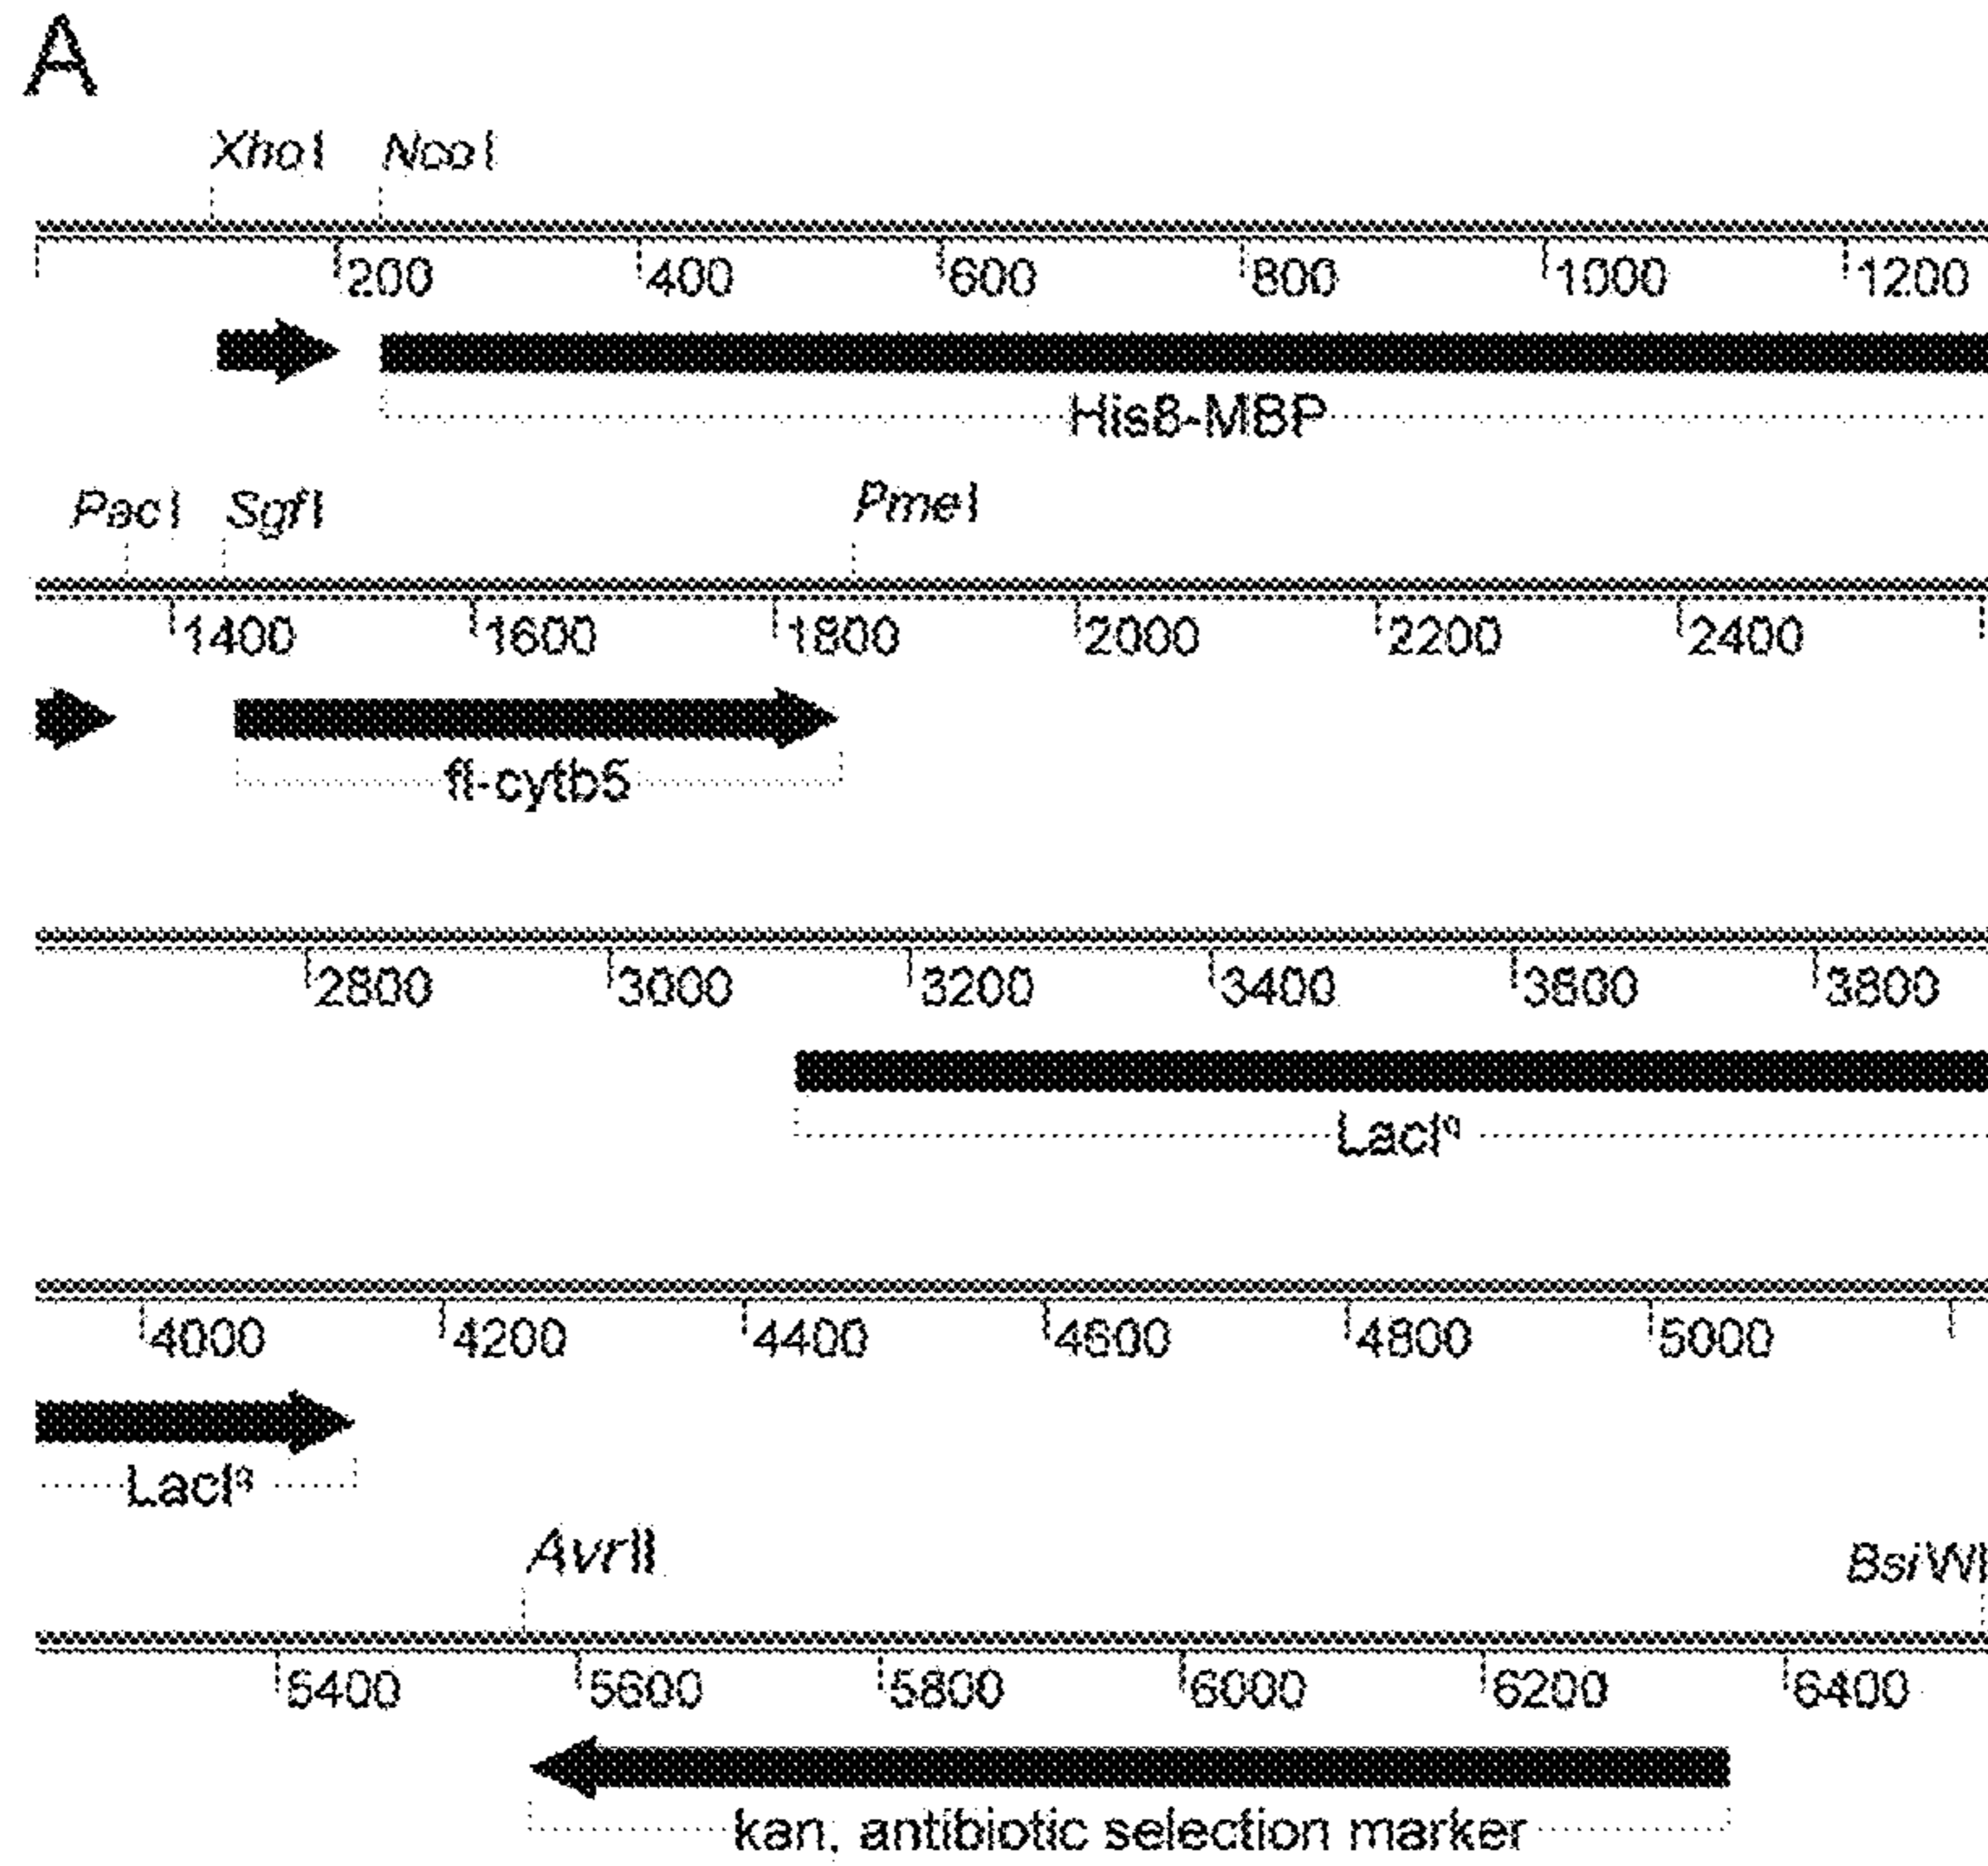 A
XhoI NcoI
200 400 600 800 1000 1200
His8-MBP
PacI SgfI PmeI
1400 1600 1800 2000 2200 2400
fl-cytb5
2800 3000 3200 3400 3600 3800
LacIq
4000 4200 4400 4600 4800 5000
LacIq
AvrII BsiWI
5400 5600 5800 6000 6200 6400
kan, antibiotic selection marker